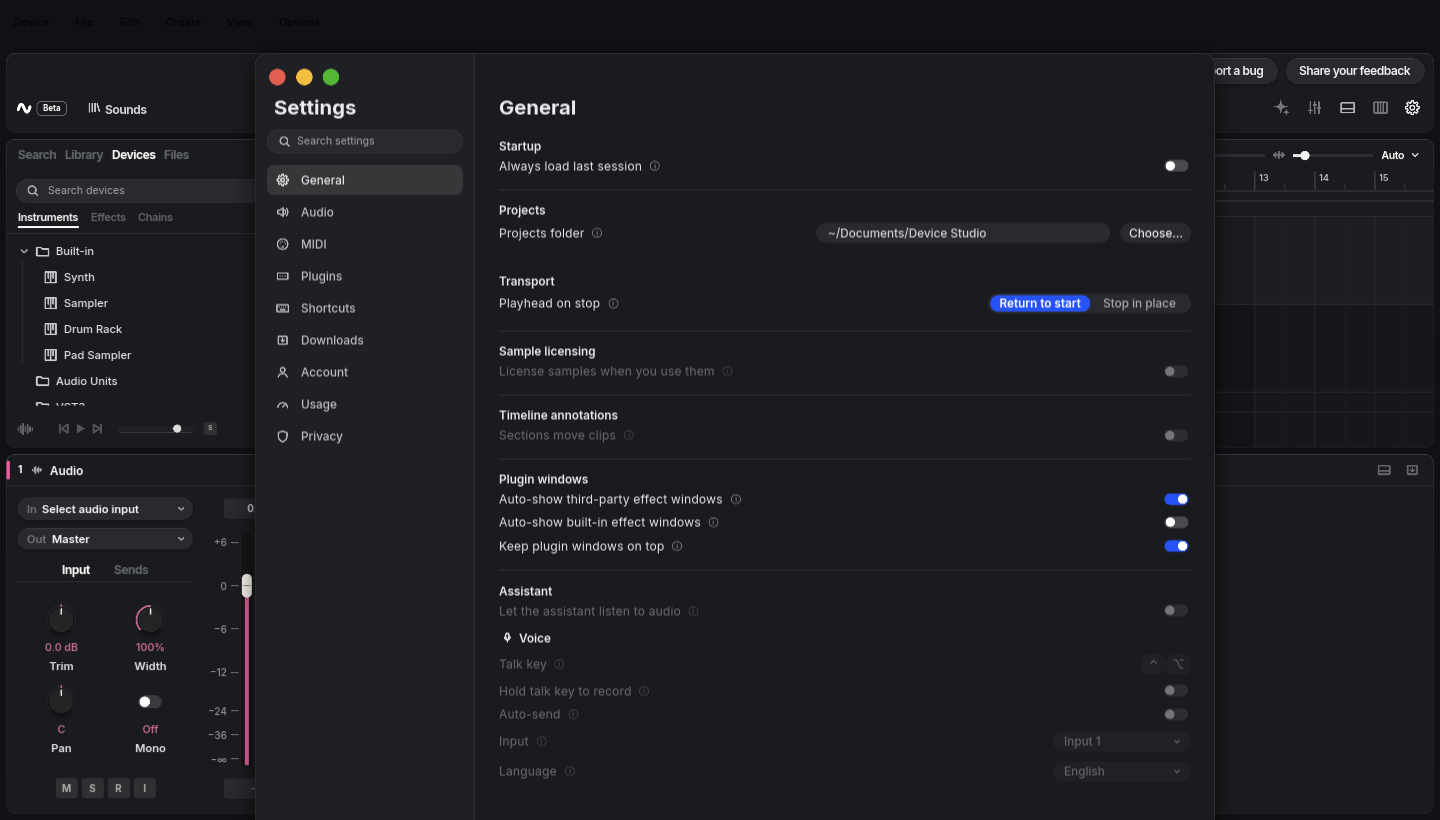 Device File Edit Create View Options
ort a bug
Share your feedback
Beta
Sounds
Search Library Devices Files
Search devices
Instruments Effects Chains
Built-in
Synth
Sampler
Drum Rack
Pad Sampler
Audio Units
S
1 Audio
In Select audio input
Out Master
Input Sends
0.0 dB
Trim
100%
Width
C
Pan
Off
Mono
M S R I
0.
+6
0
−6
−12
−24
−36
−∞
Settings
Search settings
General
Audio
MIDI
Plugins
Shortcuts
Downloads
Account
Usage
Privacy
General
Startup
Always load last session
Projects
Projects folder
~/Documents/Device Studio
Choose...
Transport
Playhead on stop
Return to start
Stop in place
Sample licensing
License samples when you use them
Timeline annotations
Sections move clips
Plugin windows
Auto-show third-party effect windows
Auto-show built-in effect windows
Keep plugin windows on top
Assistant
Let the assistant listen to audio
Voice
Talk key
⌃ ⌥
Hold talk key to record
Auto-send
Input
Input 1
Language
English
Auto
13 14 15